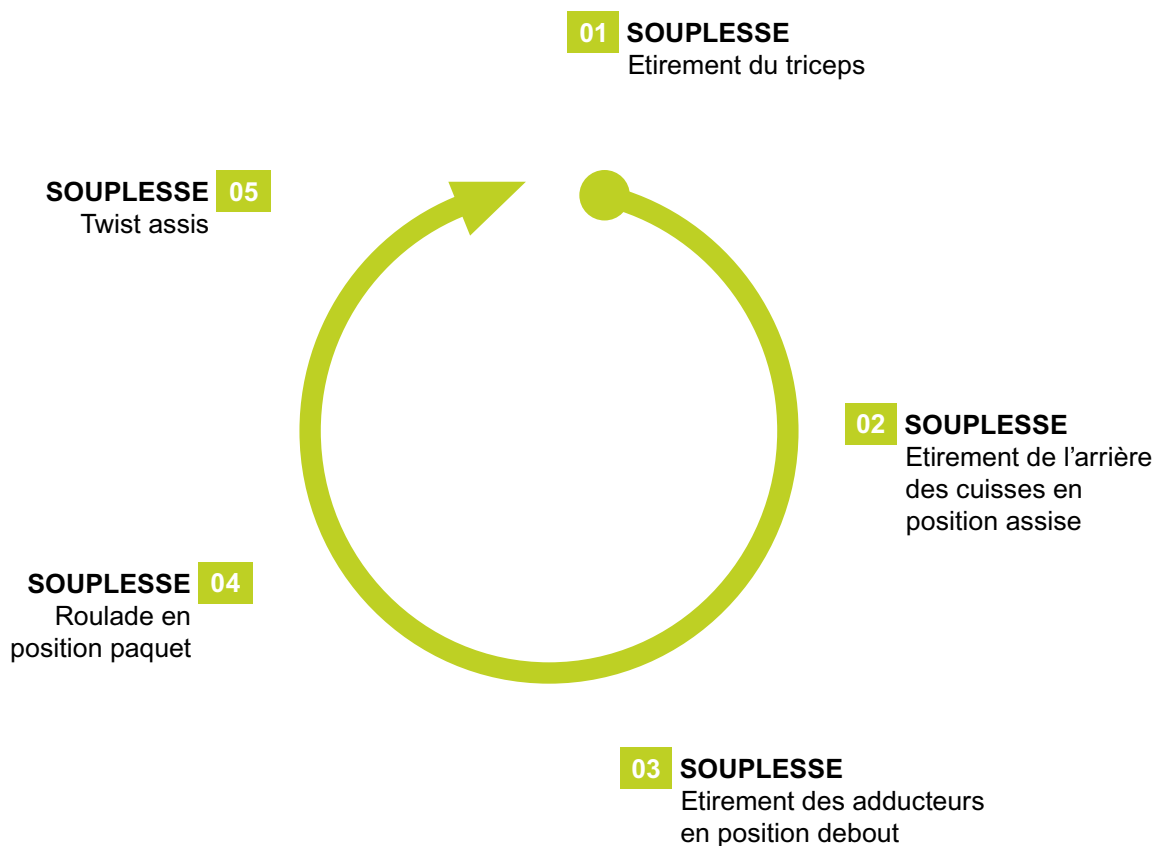 01 SOUPLESSE
Etirement du triceps
02 SOUPLESSE
Etirement de l'arrière
des cuisses en
position assise
03 SOUPLESSE
Etirement des adducteurs
en position debout
SOUPLESSE 04
Roulade en
position paquet
SOUPLESSE 05
Twist assis